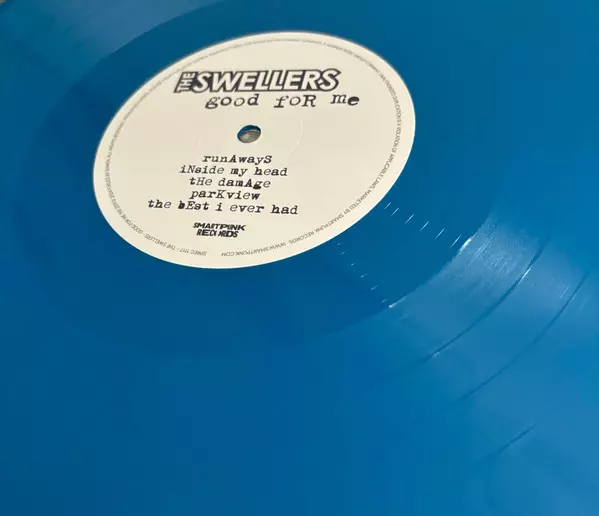 THE SWELLERS
good foR me
runAwayS
iNside my head
tHe damAge
parKview
the bEst i ever had
SMARTPUNK
RECORDS